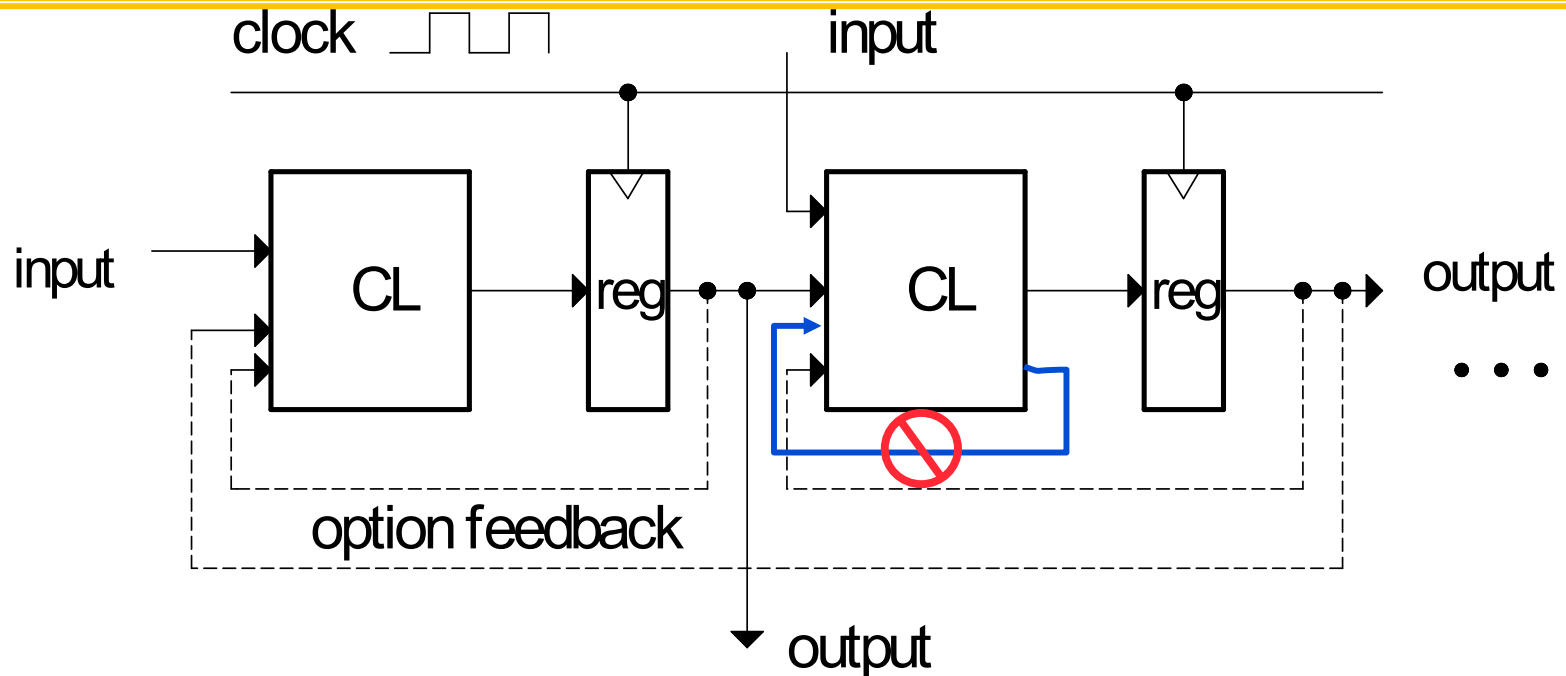 clock
input
input
CL
reg
CL
reg
output
option feedback
output